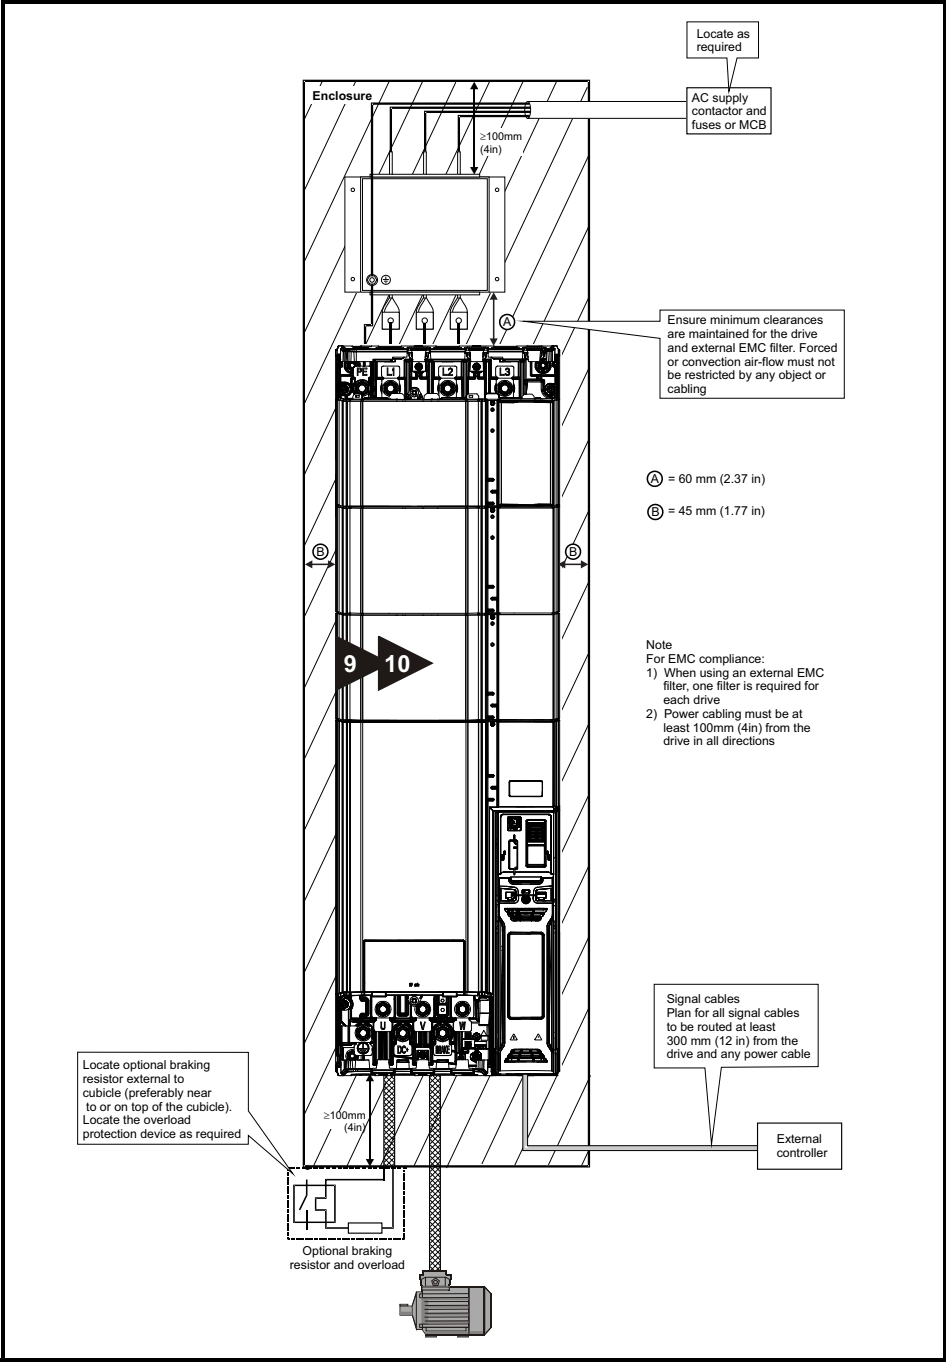 Locate as
required
Enclosure
AC supply
contactor and
fuses or MCB
≥100mm
(4in)
A
Ensure minimum clearances
are maintained for the drive
and external EMC filter. Forced
or convection air-flow must not
be restricted by any object or
cabling
PE L1 L2 L3
A = 60 mm (2.37 in)
B = 45 mm (1.77 in)
B
B
9 10
Note
For EMC compliance:
1) When using an external EMC
filter, one filter is required for
each drive
2) Power cabling must be at
least 100mm (4in) from the
drive in all directions
Signal cables
Plan for all signal cables
to be routed at least
300 mm (12 in) from the
drive and any power cable
U V W
BRAKE
Locate optional braking
resistor external to
cubicle (preferably near
to or on top of the cubicle).
Locate the overload
protection device as required
≥100mm
(4in)
External
controller
Optional braking
resistor and overload